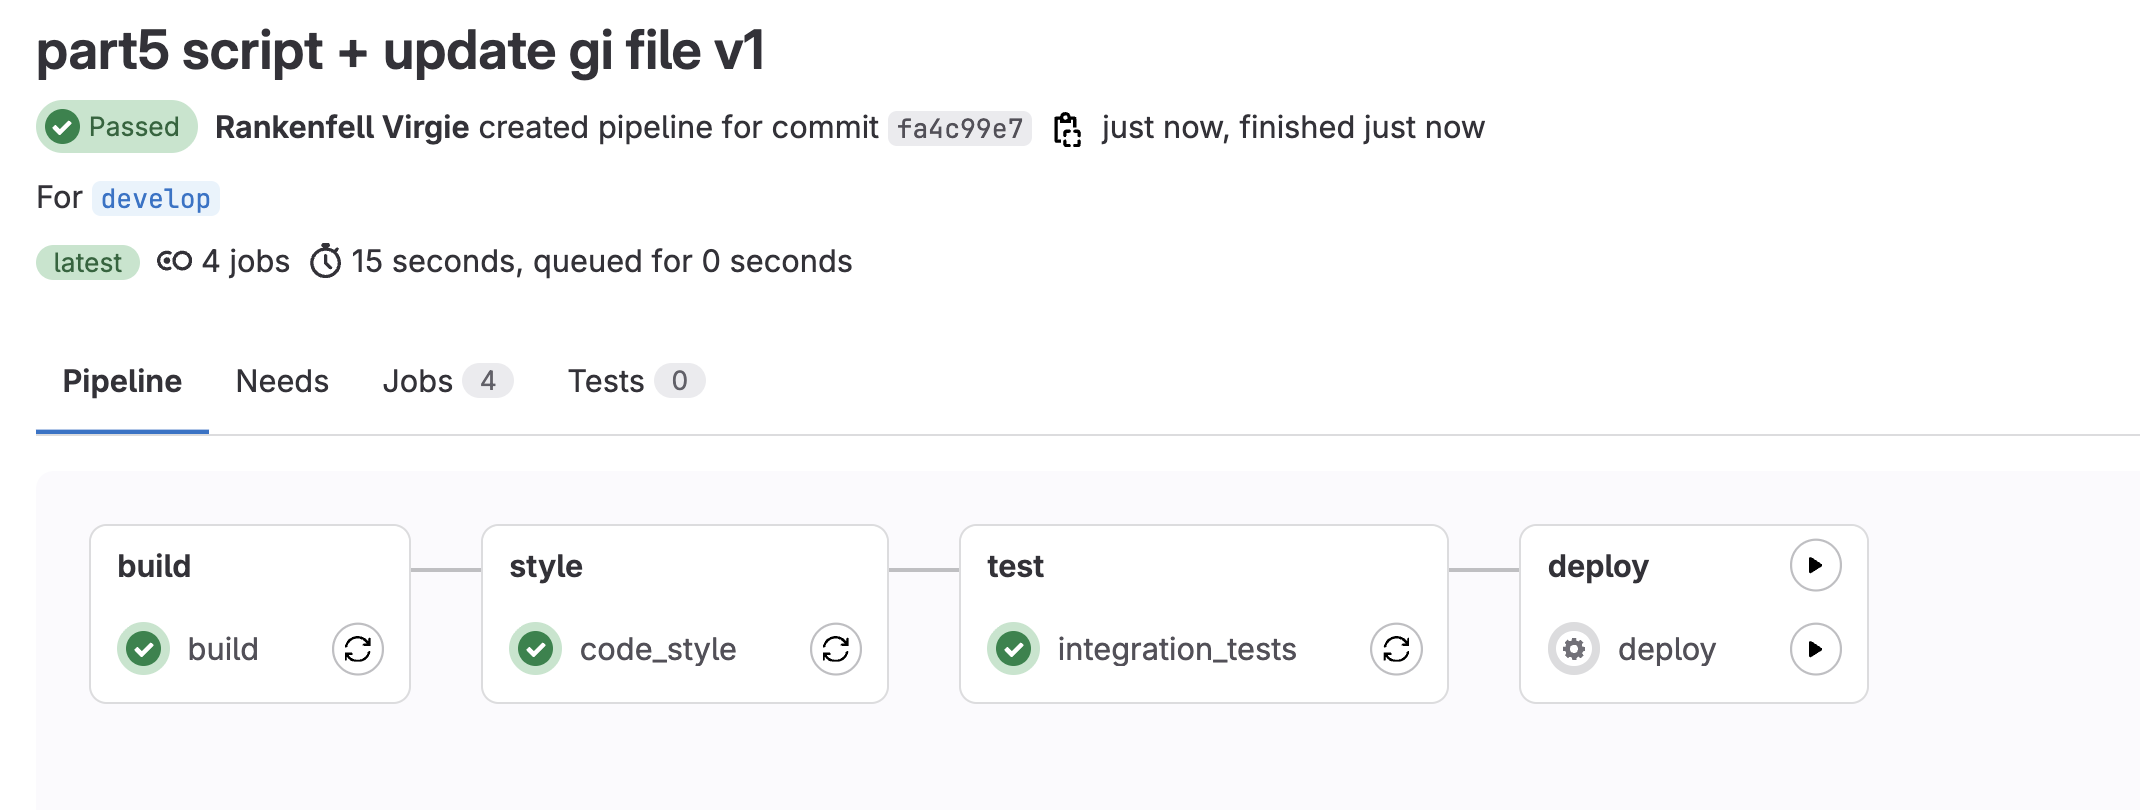 part5 script + update gi file v1
Passed Rankenfell Virgie created pipeline for commit fa4c99e7 just now, finished just now
For develop
latest 4 jobs 15 seconds, queued for 0 seconds
Pipeline Needs Jobs 4 Tests 0
build style test deploy
build code_style integration_tests deploy